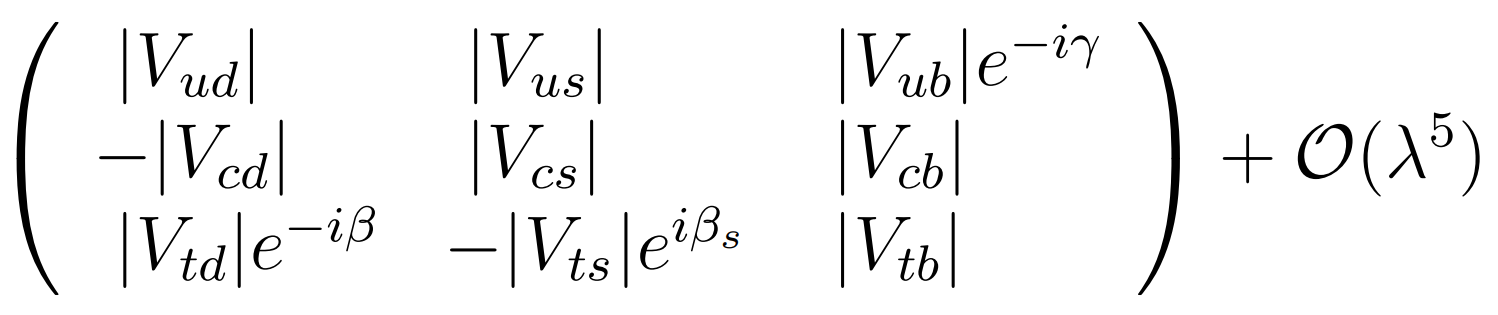 |V_{ud}| |V_{us}| |V_{ub}|e^{-iγ}
-|V_{cd}| |V_{cs}| |V_{cb}| + 𝒪(λ^5)
|V_{td}|e^{-iβ} -|V_{ts}|e^{iβ_s} |V_{tb}|